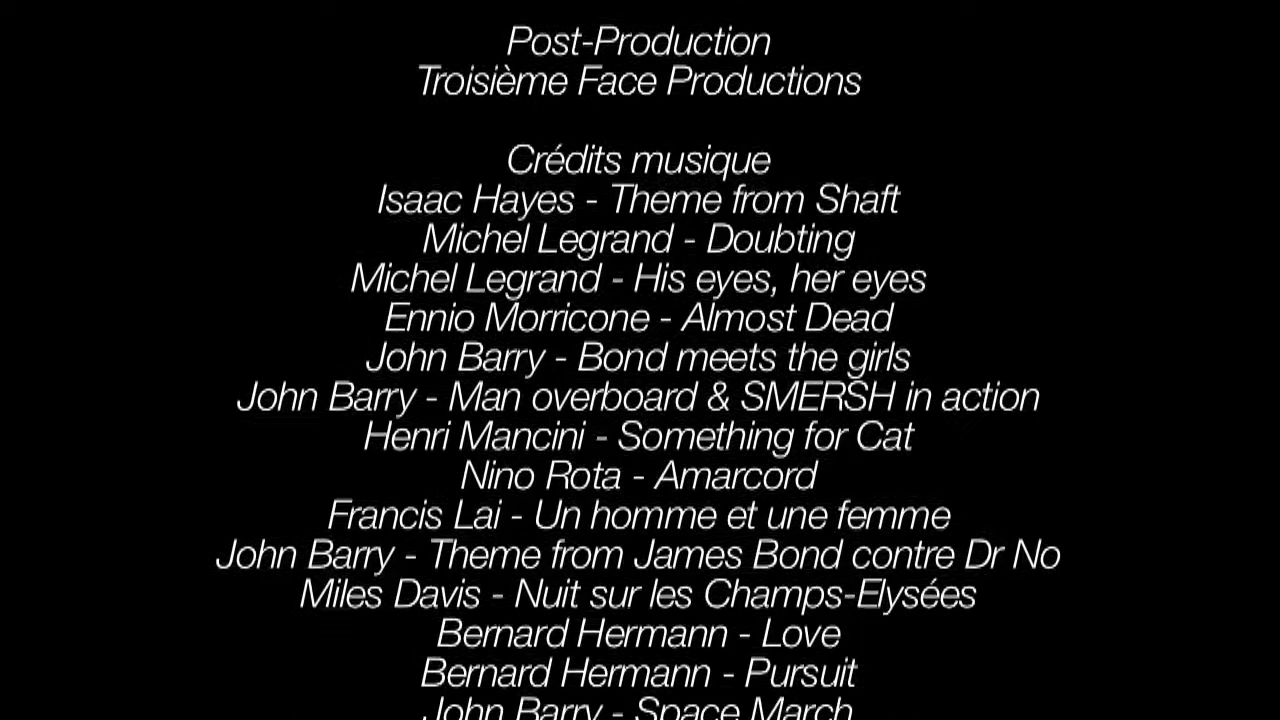 Post-Production
Troisième Face Productions
Crédits musique
Isaac Hayes - Theme from Shaft
Michel Legrand - Doubting
Michel Legrand - His eyes, her eyes
Ennio Morricone - Almost Dead
John Barry - Bond meets the girls
John Barry - Man overboard & SMERSH in action
Henri Mancini - Something for Cat
Nino Rota - Amarcord
Francis Lai - Un homme et une femme
John Barry - Theme from James Bond contre Dr No
Miles Davis - Nuit sur les Champs-Elysées
Bernard Hermann - Love
Bernard Hermann - Pursuit
John Barry - Space March